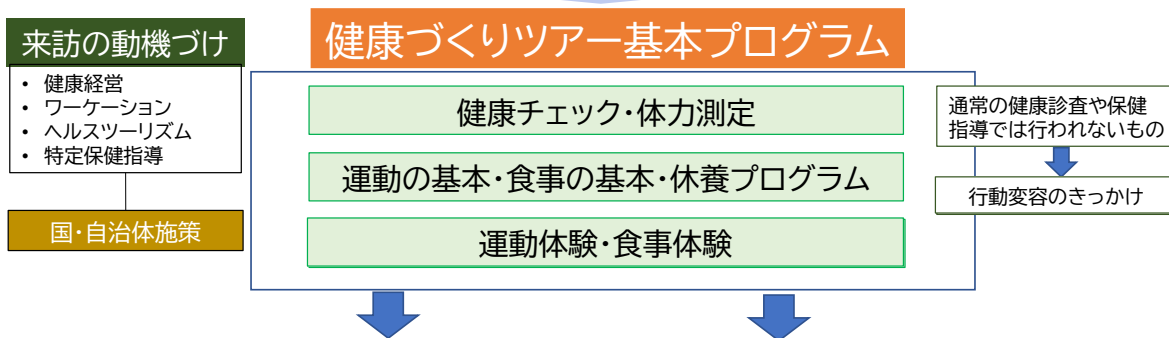 来訪の動機づけ
• 健康経営
• ワーケーション
• ヘルスツーリズム
• 特定保健指導
国・自治体施策
健康づくりツアー基本プログラム
健康チェック・体力測定
運動の基本・食事の基本・休養プログラム
運動体験・食事体験
通常の健康診査や保健
指導では行われないもの
行動変容のきっかけ